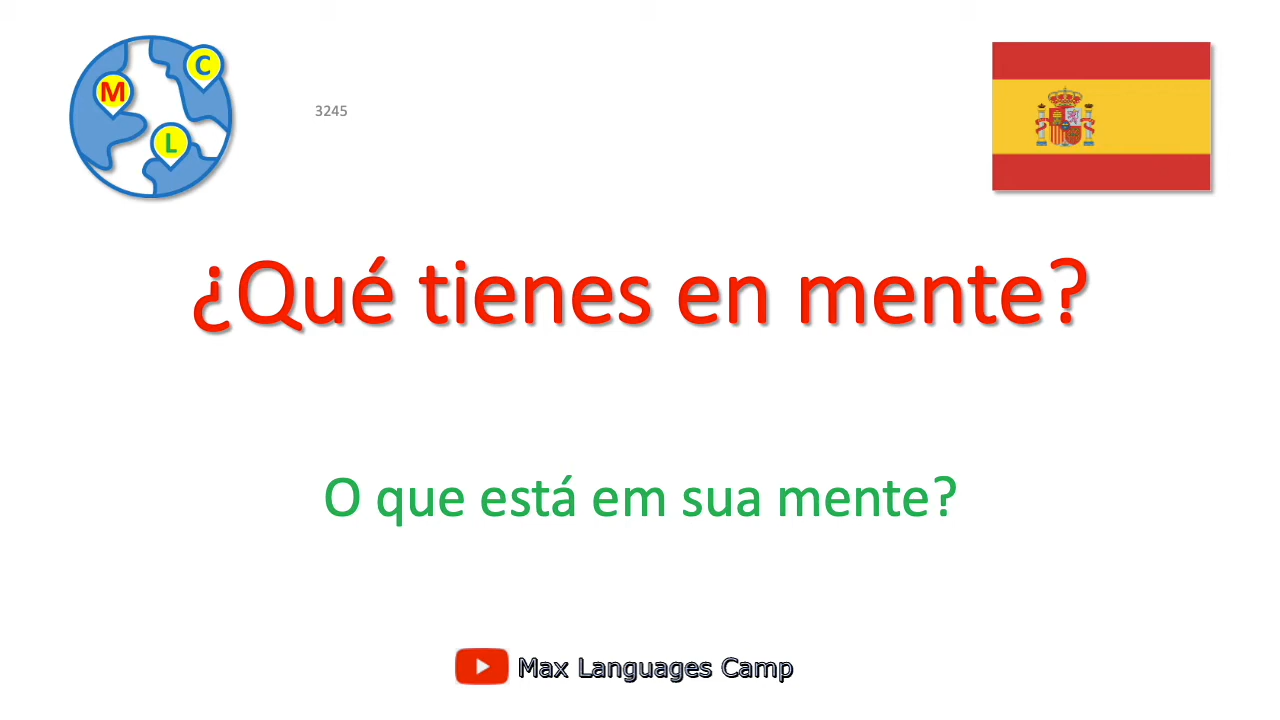 M
C
L
3245
¿Qué tienes en mente?
O que está em sua mente?
Max Languages Camp